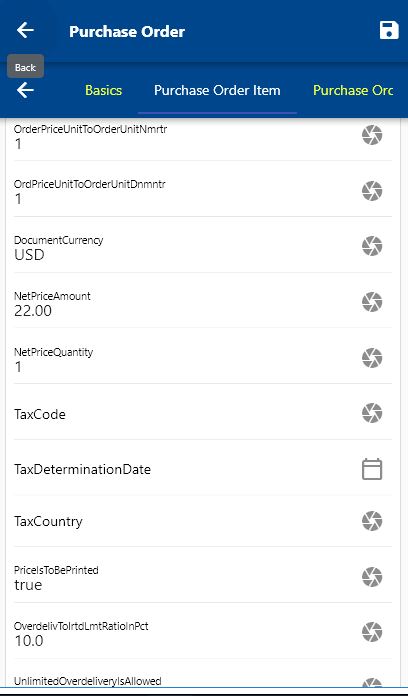 Purchase Order
Back
Basics
Purchase Order Item
Purchase Orc
OrderPriceUnitToOrderUnitNmrtr
1
OrdPriceUnitToOrderUnitDnmntr
1
DocumentCurrency
USD
NetPriceAmount
22.00
NetPriceQuantity
1
TaxCode
TaxDeterminationDate
TaxCountry
PriceIsToBePrinted
true
OverdelivTolrtdLmtRatioInPct
10.0
UnlimitedOverdeliveryIsAllowed